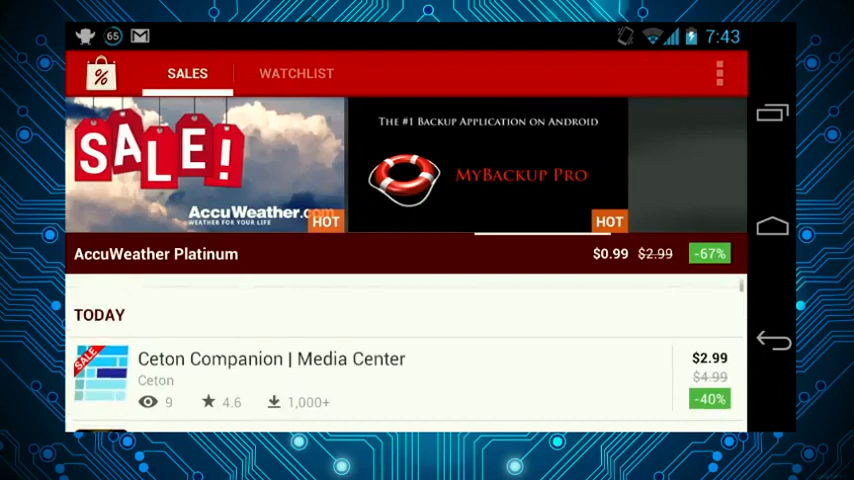 65
7:43
%
SALES
WATCHLIST
SALE!
AccuWeather.com
WEATHER FOR YOUR LIFE
HOT
THE #1 BACKUP APPLICATION ON ANDROID
MYBACKUP PRO
HOT
AccuWeather Platinum
$0.99 $2.99 -67%
TODAY
SALE
Ceton Companion | Media Center
Ceton
9 4.6 1,000+
$2.99
$4.99
-40%